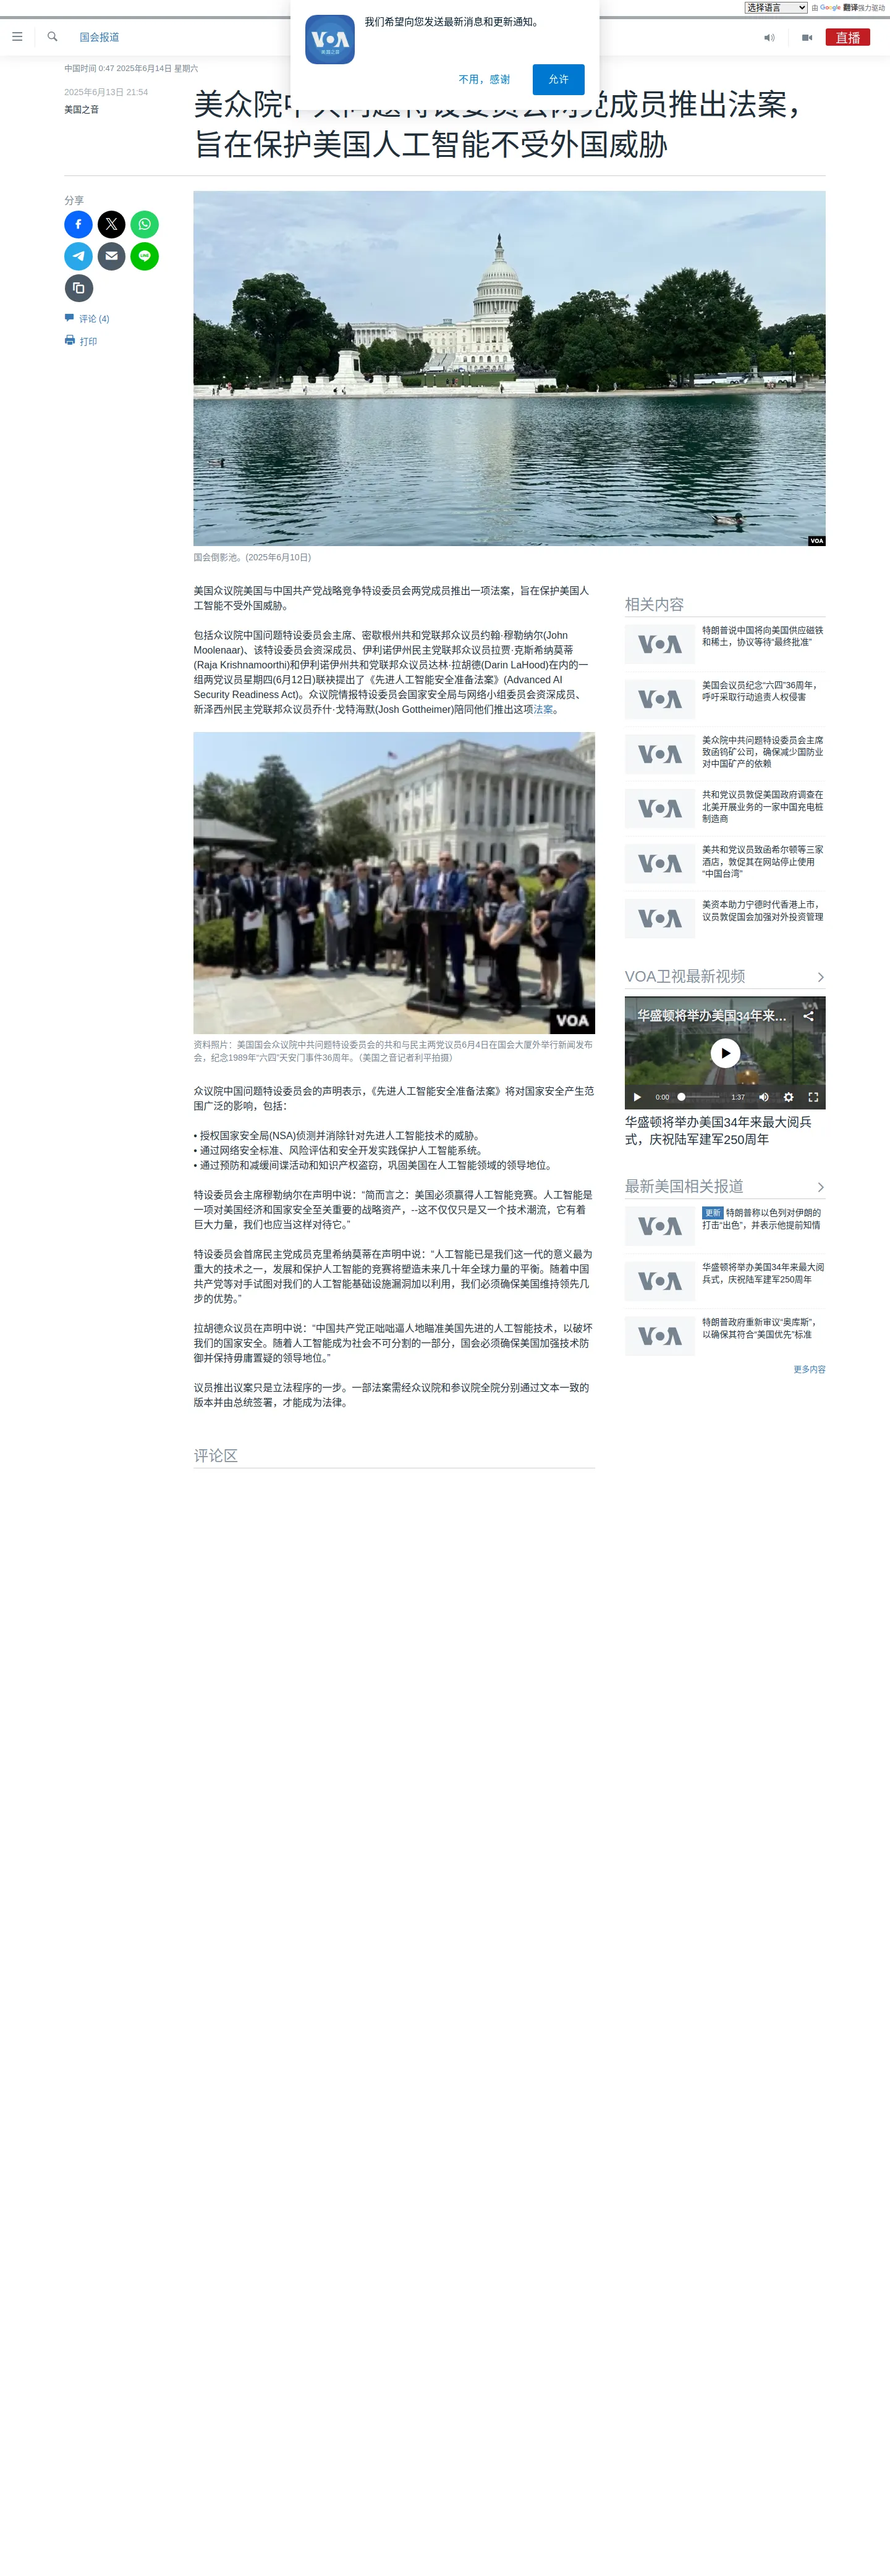 选择语言 由 Google 翻译强力驱动
我们希望向您发送最新消息和更新通知。
不用，感谢
允许
VOA
美国之音
国会报道
直播
中国时间 0:47 2025年6月14日 星期六
2025年6月13日 21:54
美国之音
美众院中共问题特设委员会两党成员推出法案，
旨在保护美国人工智能不受外国威胁
分享
评论 (4)
打印
VOA
国会倒影池。(2025年6月10日)
美国众议院美国与中国共产党战略竞争特设委员会两党成员推出一项法案，旨在保护美国人
工智能不受外国威胁。
包括众议院中国问题特设委员会主席、密歇根州共和党联邦众议员约翰·穆勒纳尔(John
Moolenaar)、该特设委员会资深成员、伊利诺伊州民主党联邦众议员拉贾·克斯希纳莫蒂
(Raja Krishnamoorthi)和伊利诺伊州共和党联邦众议员达林·拉胡德(Darin LaHood)在内的一
组两党议员星期四(6月12日)联袂提出了《先进人工智能安全准备法案》(Advanced AI
Security Readiness Act)。众议院情报特设委员会国家安全局与网络小组委员会资深成员、
新泽西州民主党联邦众议员乔什·戈特海默(Josh Gottheimer)陪同他们推出这项法案。
VOA
资料照片：美国国会众议院中共问题特设委员会的共和与民主两党议员6月4日在国会大厦外举行新闻发布
会，纪念1989年“六四”天安门事件36周年。（美国之音记者利平拍摄）
众议院中国问题特设委员会的声明表示，《先进人工智能安全准备法案》将对国家安全产生范
围广泛的影响，包括：
• 授权国家安全局(NSA)侦测并消除针对先进人工智能技术的威胁。
• 通过网络安全标准、风险评估和安全开发实践保护人工智能系统。
• 通过预防和减缓间谍活动和知识产权盗窃，巩固美国在人工智能领域的领导地位。
特设委员会主席穆勒纳尔在声明中说：“简而言之：美国必须赢得人工智能竞赛。人工智能是
一项对美国经济和国家安全至关重要的战略资产，--这不仅仅只是又一个技术潮流，它有着
巨大力量，我们也应当这样对待它。”
特设委员会首席民主党成员克里希纳莫蒂在声明中说：“人工智能已是我们这一代的意义最为
重大的技术之一，发展和保护人工智能的竞赛将塑造未来几十年全球力量的平衡。随着中国
共产党等对手试图对我们的人工智能基础设施漏洞加以利用，我们必须确保美国维持领先几
步的优势。”
拉胡德众议员在声明中说：“中国共产党正咄咄逼人地瞄准美国先进的人工智能技术，以破坏
我们的国家安全。随着人工智能成为社会不可分割的一部分，国会必须确保美国加强技术防
御并保持毋庸置疑的领导地位。”
议员推出议案只是立法程序的一步。一部法案需经众议院和参议院全院分别通过文本一致的
版本并由总统签署，才能成为法律。
评论区
相关内容
VOA
特朗普说中国将向美国供应磁铁
和稀土，协议等待“最终批准”
VOA
美国会议员纪念“六四”36周年，
呼吁采取行动追责人权侵害
VOA
美众院中共问题特设委员会主席
致函钨矿公司，确保减少国防业
对中国矿产的依赖
VOA
共和党议员敦促美国政府调查在
北美开展业务的一家中国充电桩
制造商
VOA
美共和党议员致函希尔顿等三家
酒店，敦促其在网站停止使用
“中国台湾”
VOA
美资本助力宁德时代香港上市，
议员敦促国会加强对外投资管理
VOA卫视最新视频
VOA
华盛顿将举办美国34年来...
0:00
1:37
华盛顿将举办美国34年来最大阅兵
式，庆祝陆军建军250周年
最新美国相关报道
VOA
更新 特朗普称以色列对伊朗的
打击“出色”，并表示他提前知情
VOA
华盛顿将举办美国34年来最大阅
兵式，庆祝陆军建军250周年
VOA
特朗普政府重新审议“奥库斯”，
以确保其符合“美国优先”标准
更多内容